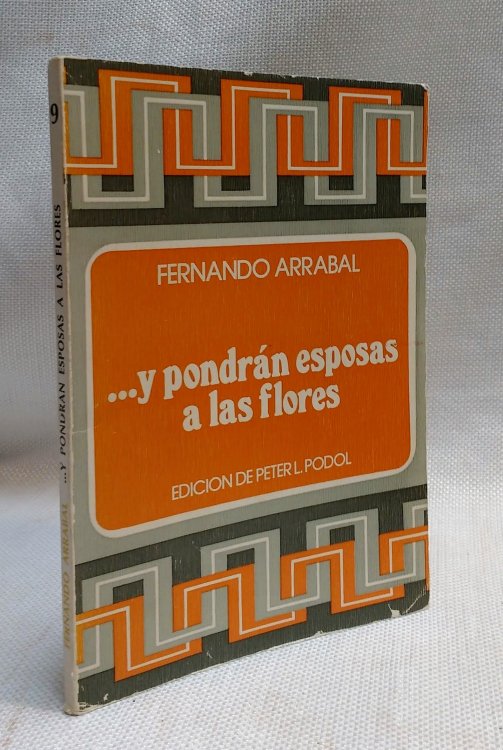 FERNANDO ARRABAL
...y pondrán esposas
a las flores
EDICION DE PETER L. PODOL
FERNANDO ARRABAL ...Y PONDRAN ESPOSAS A LAS FLORES 9